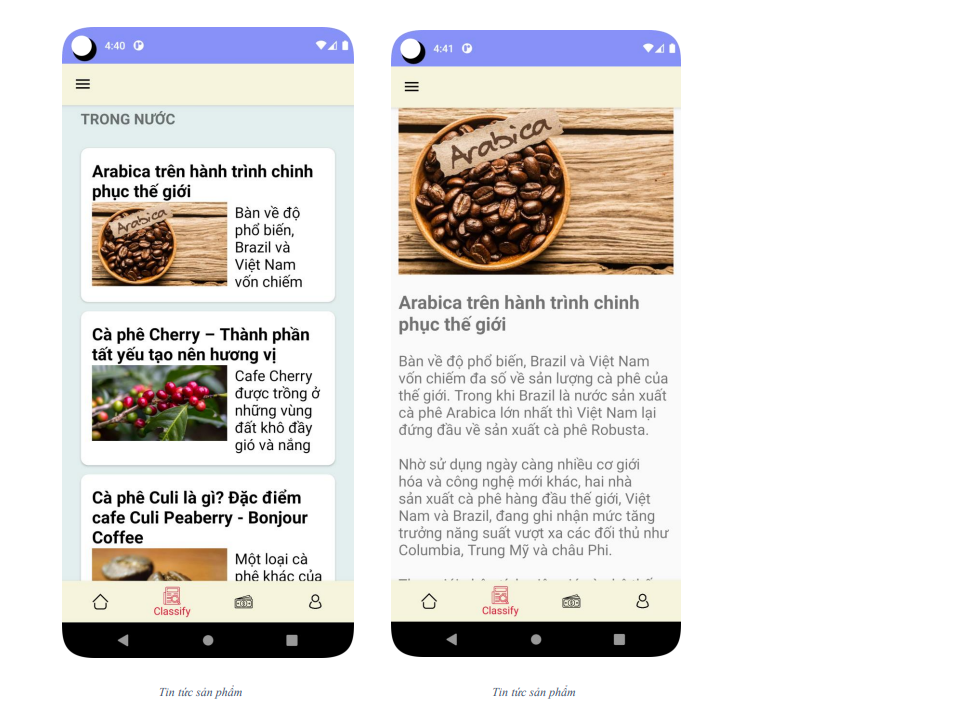 4:40
TRONG NƯỚC
Arabica trên hành trình chinh
phục thế giới
Arabica
Bàn về độ
phổ biến,
Brazil và
Việt Nam
vốn chiếm
Cà phê Cherry – Thành phần
tất yếu tạo nên hương vị
Cafe Cherry
được trồng ở
những vùng
đất khô đầy
gió và nắng
Cà phê Culi là gì? Đặc điểm
cafe Culi Peaberry - Bonjour
Coffee
Một loại cà
phê khác của
Classify
Tin tức sản phẩm
4:41
Arabica
Arabica trên hành trình chinh
phục thế giới
Bàn về độ phổ biến, Brazil và Việt Nam
vốn chiếm đa số về sản lượng cà phê của
thế giới. Trong khi Brazil là nước sản xuất
cà phê Arabica lớn nhất thì Việt Nam lại
đứng đầu về sản xuất cà phê Robusta.
Nhờ sử dụng ngày càng nhiều cơ giới
hóa và công nghệ mới khác, hai nhà
sản xuất cà phê hàng đầu thế giới, Việt
Nam và Brazil, đang ghi nhận mức tăng
trưởng năng suất vượt xa các đối thủ như
Columbia, Trung Mỹ và châu Phi.
Classify
Tin tức sản phẩm